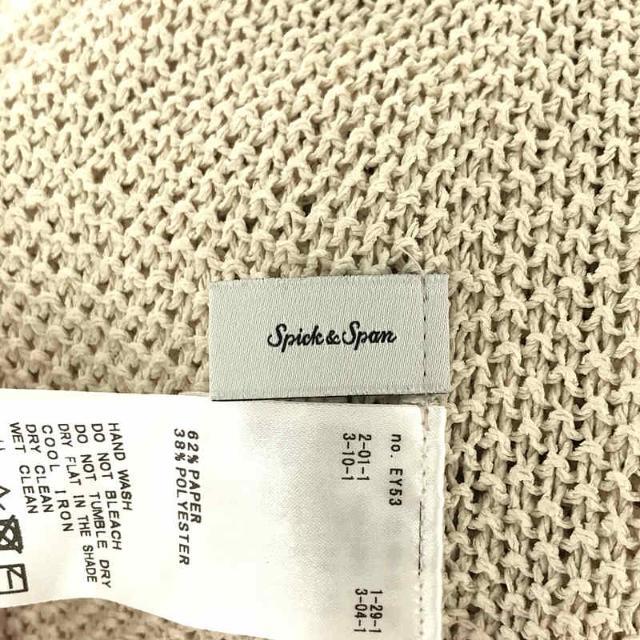 Spick & Span
no. EY53
2-01-1 1-29-1
3-10-1 3-04-1
62% PAPER
38% POLYESTER
HAND WASH
DO NOT BLEACH
DO NOT TUMBLE DRY
DRY FLAT IN THE SHADE
COOL IRON
DRY CLEAN
WET CLEAN